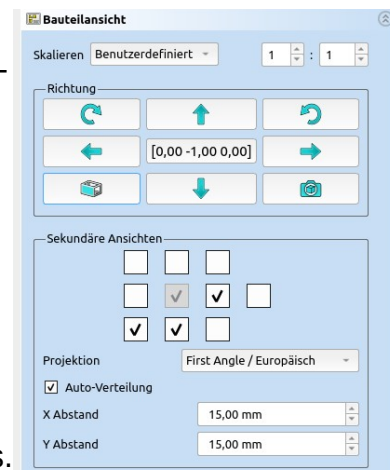 Bauteilansicht
Skalieren Benutzerdefiniert 1 : 1
Richtung
[0,00 -1,00 0,00]
Sekundäre Ansichten
Projektion First Angle / Europäisch
Auto-Verteilung
X Abstand 15,00 mm
Y Abstand 15,00 mm
s.